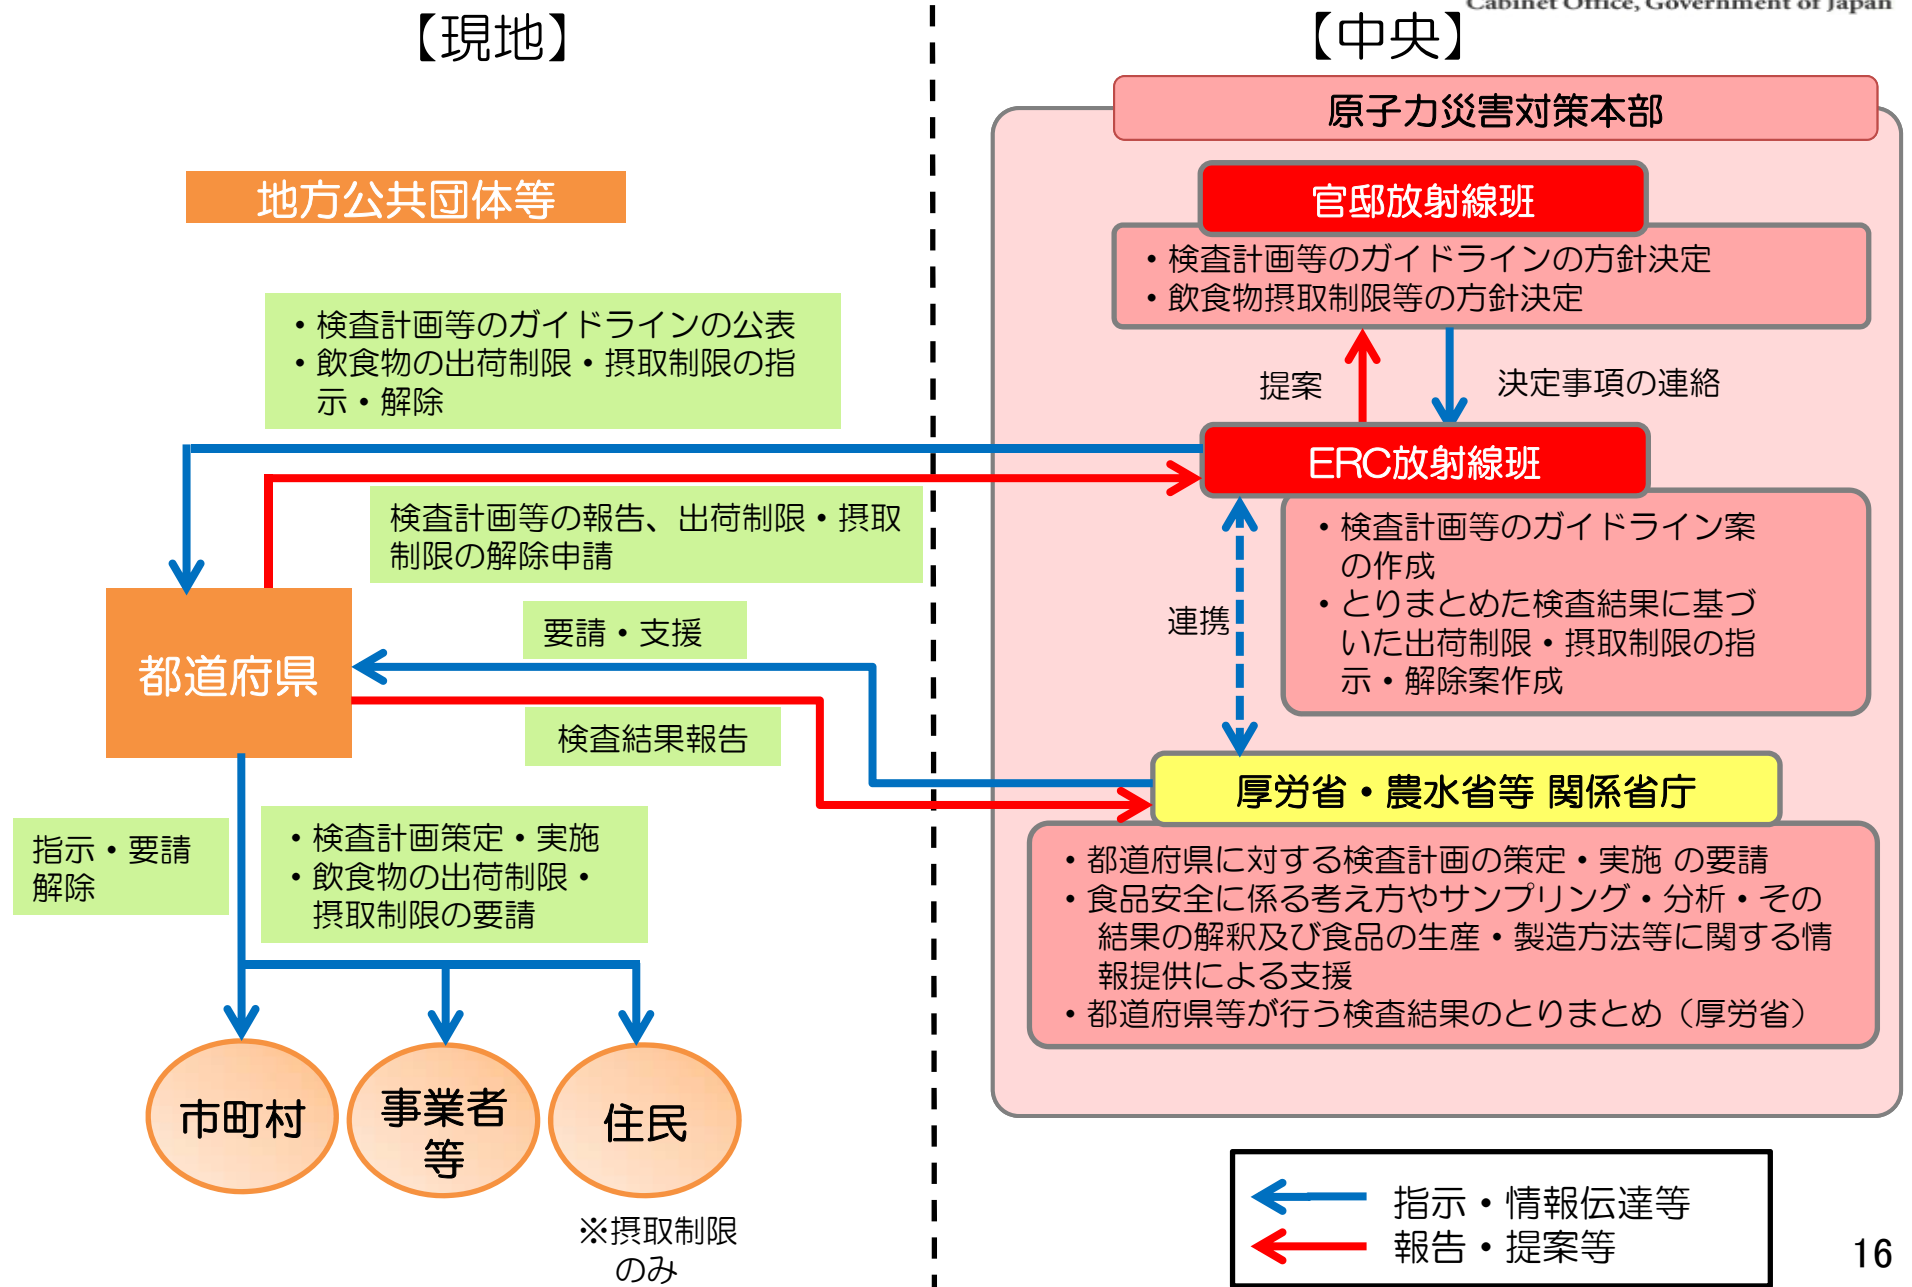 Cabinet Office, Government of Japan
【現地】
【中央】
原子力災害対策本部
地方公共団体等
官邸放射線班
・検査計画等のガイドラインの方針決定
・飲食物摂取制限等の方針決定
・検査計画等のガイドラインの公表
・飲食物の出荷制限・摂取制限の指
示・解除
提案
決定事項の連絡
ERC放射線班
検査計画等の報告、出荷制限・摂取
制限の解除申請
・検査計画等のガイドライン案
の作成
・とりまとめた検査結果に基づ
いた出荷制限・摂取制限の指
示・解除案作成
連携
要請・支援
都道府県
検査結果報告
厚労省・農水省等 関係省庁
・都道府県に対する検査計画の策定・実施 の要請
・食品安全に係る考え方やサンプリング・分析・その
結果の解釈及び食品の生産・製造方法等に関する情
報提供による支援
・都道府県等が行う検査結果のとりまとめ（厚労省）
指示・要請
解除
・検査計画策定・実施
・飲食物の出荷制限・
摂取制限の要請
市町村
事業者
等
住民
※摂取制限
のみ
指示・情報伝達等
報告・提案等
16